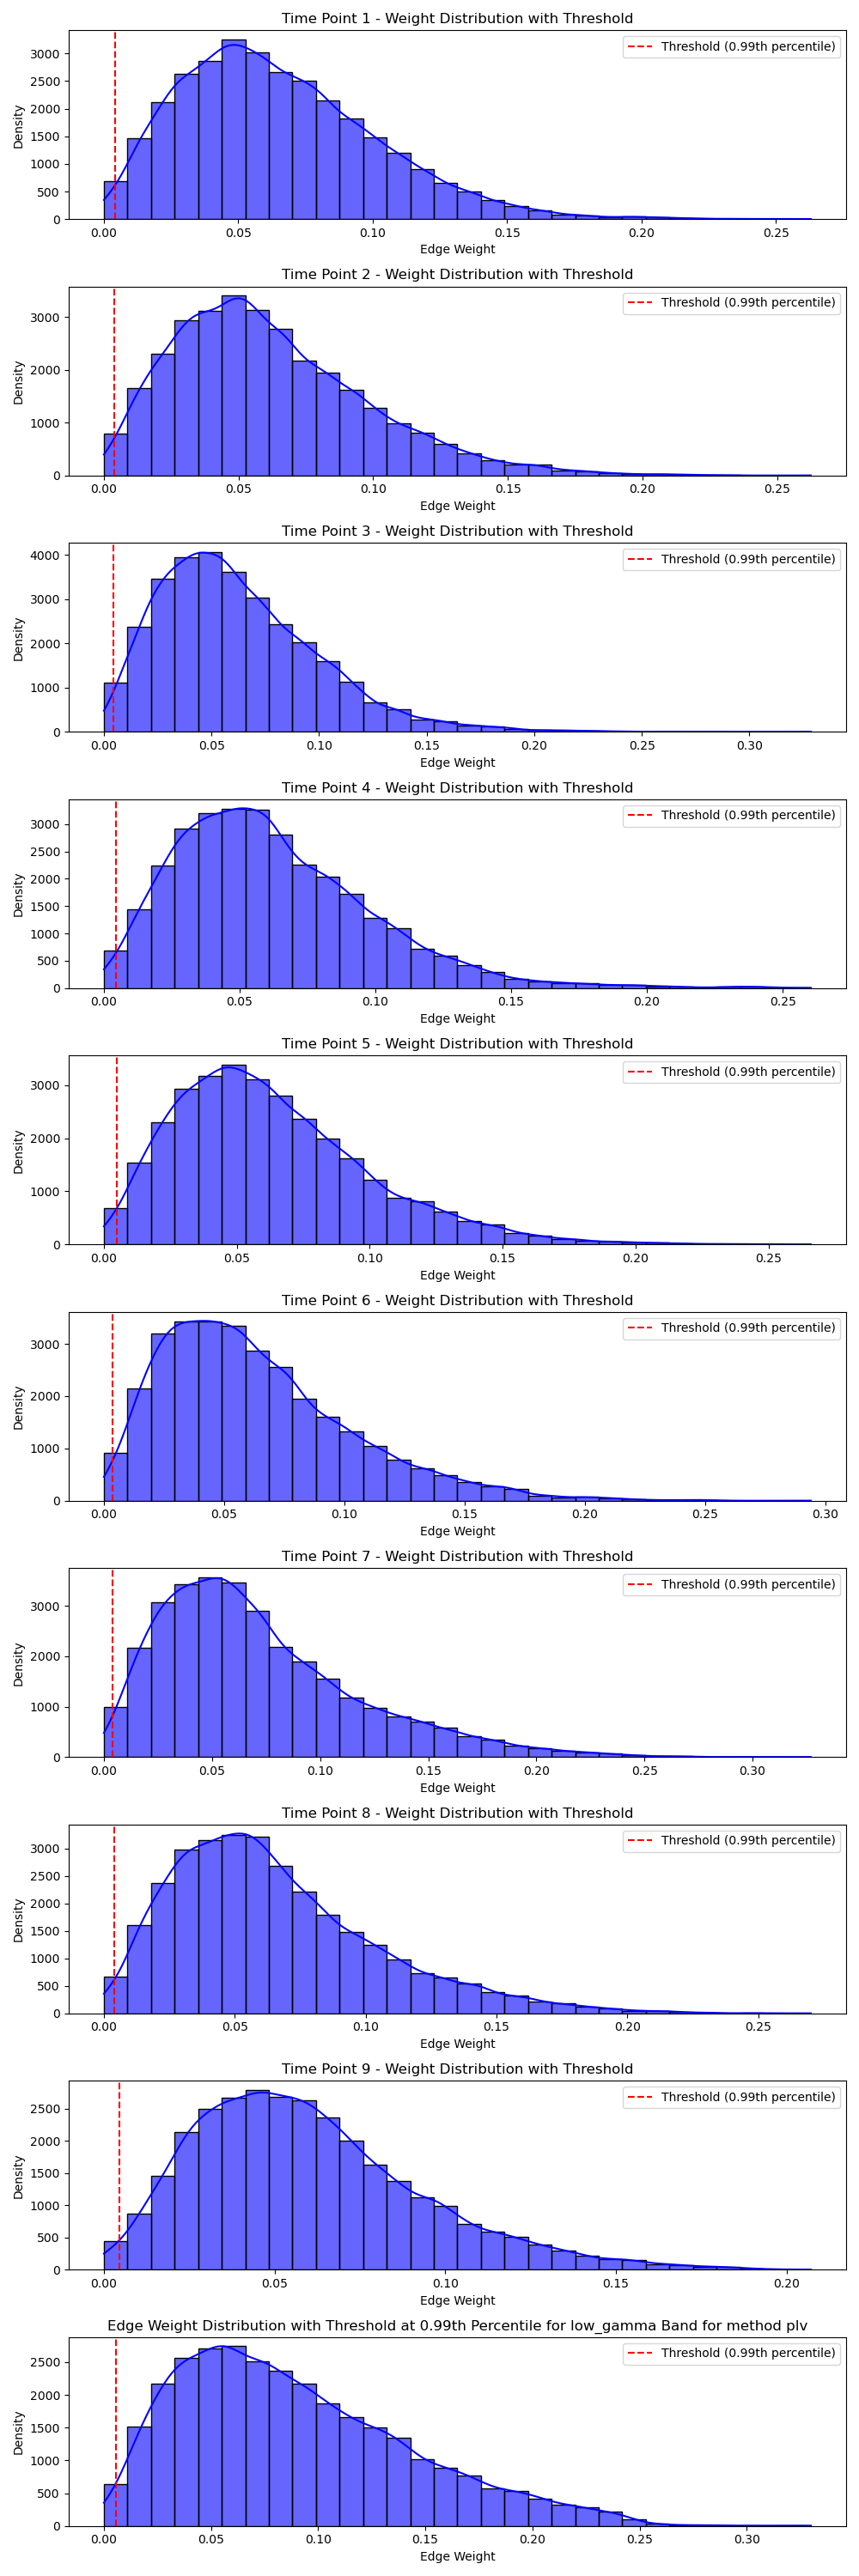 Time Point 1 - Weight Distribution with Threshold
Threshold (0.99th percentile)
Density
3000
2500
2000
1500
1000
500
0
0.00 0.05 0.10 0.15 0.20 0.25
Edge Weight
Time Point 2 - Weight Distribution with Threshold
Threshold (0.99th percentile)
Density
3000
2000
1000
0
0.00 0.05 0.10 0.15 0.20 0.25
Edge Weight
Time Point 3 - Weight Distribution with Threshold
Threshold (0.99th percentile)
Density
4000
3000
2000
1000
0
0.00 0.05 0.10 0.15 0.20 0.25 0.30
Edge Weight
Time Point 4 - Weight Distribution with Threshold
Threshold (0.99th percentile)
Density
3000
2500
2000
1500
1000
500
0
0.00 0.05 0.10 0.15 0.20 0.25
Edge Weight
Time Point 5 - Weight Distribution with Threshold
Threshold (0.99th percentile)
Density
3000
2000
1000
0
0.00 0.05 0.10 0.15 0.20 0.25
Edge Weight
Time Point 6 - Weight Distribution with Threshold
Threshold (0.99th percentile)
Density
3000
2000
1000
0
0.00 0.05 0.10 0.15 0.20 0.25 0.30
Edge Weight
Time Point 7 - Weight Distribution with Threshold
Threshold (0.99th percentile)
Density
3000
2000
1000
0
0.00 0.05 0.10 0.15 0.20 0.25 0.30
Edge Weight
Time Point 8 - Weight Distribution with Threshold
Threshold (0.99th percentile)
Density
3000
2500
2000
1500
1000
500
0
0.00 0.05 0.10 0.15 0.20 0.25
Edge Weight
Time Point 9 - Weight Distribution with Threshold
Threshold (0.99th percentile)
Density
2500
2000
1500
1000
500
0
0.00 0.05 0.10 0.15 0.20
Edge Weight
Edge Weight Distribution with Threshold at 0.99th Percentile for low_gamma Band for method plv
Threshold (0.99th percentile)
Density
2500
2000
1500
1000
500
0
0.00 0.05 0.10 0.15 0.20 0.25 0.30
Edge Weight